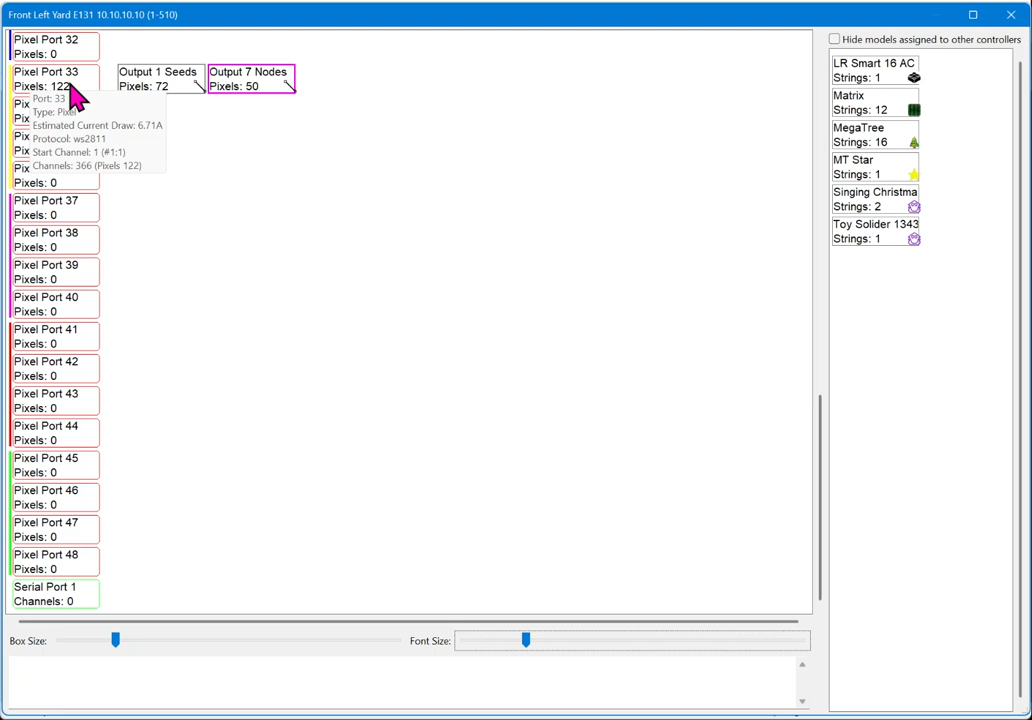 Front Left Yard E131 10.10.10.10 (1-510)
Hide models assigned to other controllers
Pixel Port 32
Pixels: 0
Pixel Port 33
Pixels: 122
Output 1 Seeds
Pixels: 72
Output 7 Nodes
Pixels: 50
Port: 33
Type: Pixel
Estimated Current Draw: 6.71A
Protocol: ws2811
Start Channel: 1 (#1:1)
Channels: 366 (Pixels 122)
Pixels: 0
Pixel Port 37
Pixels: 0
Pixel Port 38
Pixels: 0
Pixel Port 39
Pixels: 0
Pixel Port 40
Pixels: 0
Pixel Port 41
Pixels: 0
Pixel Port 42
Pixels: 0
Pixel Port 43
Pixels: 0
Pixel Port 44
Pixels: 0
Pixel Port 45
Pixels: 0
Pixel Port 46
Pixels: 0
Pixel Port 47
Pixels: 0
Pixel Port 48
Pixels: 0
Serial Port 1
Channels: 0
LR Smart 16 AC
Strings: 1
Matrix
Strings: 12
MegaTree
Strings: 16
MT Star
Strings: 1
Singing Christma
Strings: 2
Toy Solider 1343
Strings: 1
Box Size:
Font Size: